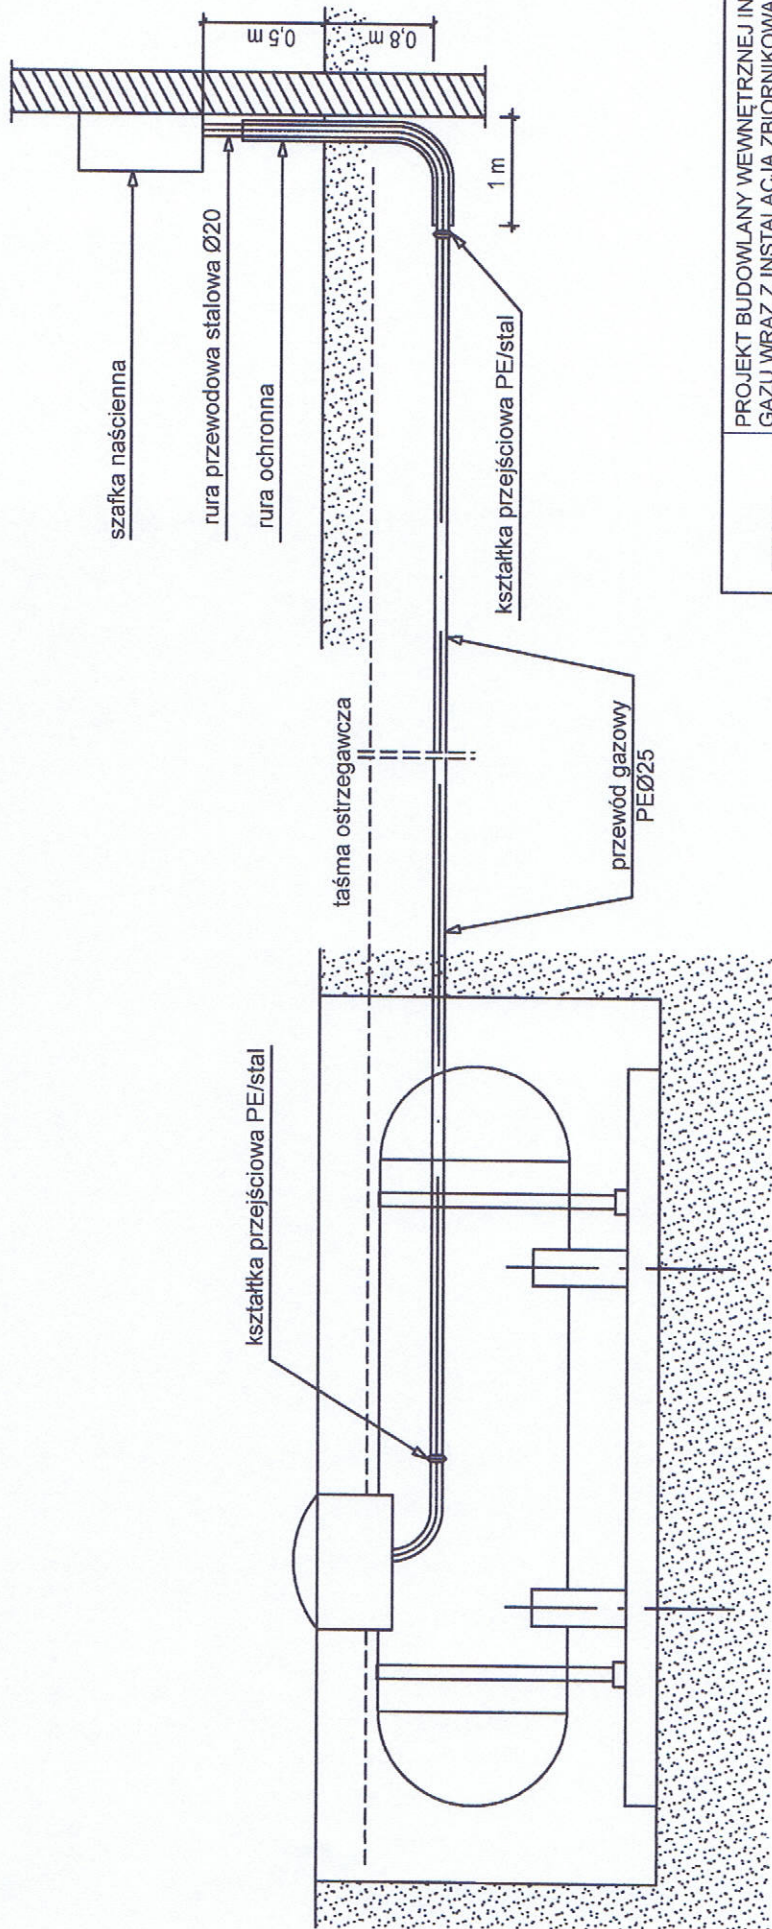 szafka naścienna
rura przewodowa stalowa Ø20
rura ochronna
0,5 m
0,8 m
1 m
kształtka przejściowa PE/stal
taśma ostrzegawcza
przewód gazowy
PEØ25
kształtka przejściowa PE/stal
PROJEKT BUDOWLANY WEWNĘTRZNEJ IN
GAZU WRAZ Z INSTALACJĄ ZBIORNIKOWĄ